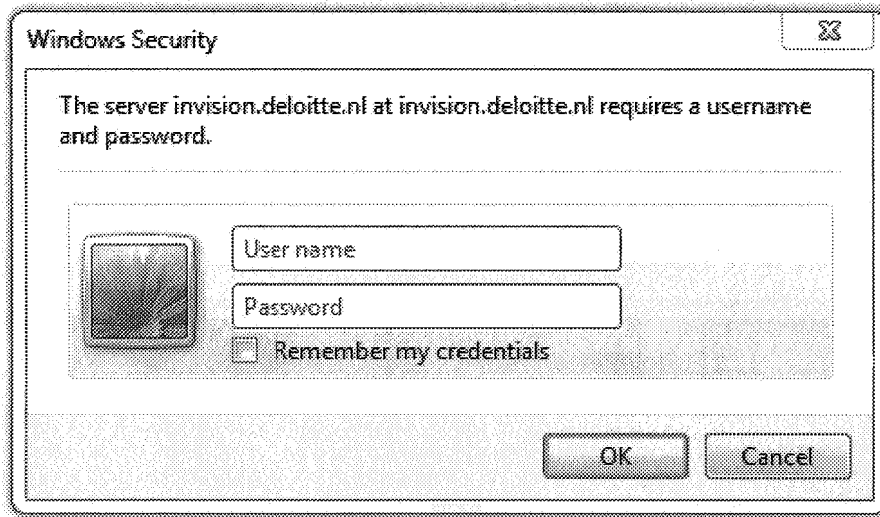 Windows Security
The server invision.deloitte.nl at invision.deloitte.nl requires a username
and password.
User name
Password
Remember my credentials
OK
Cancel